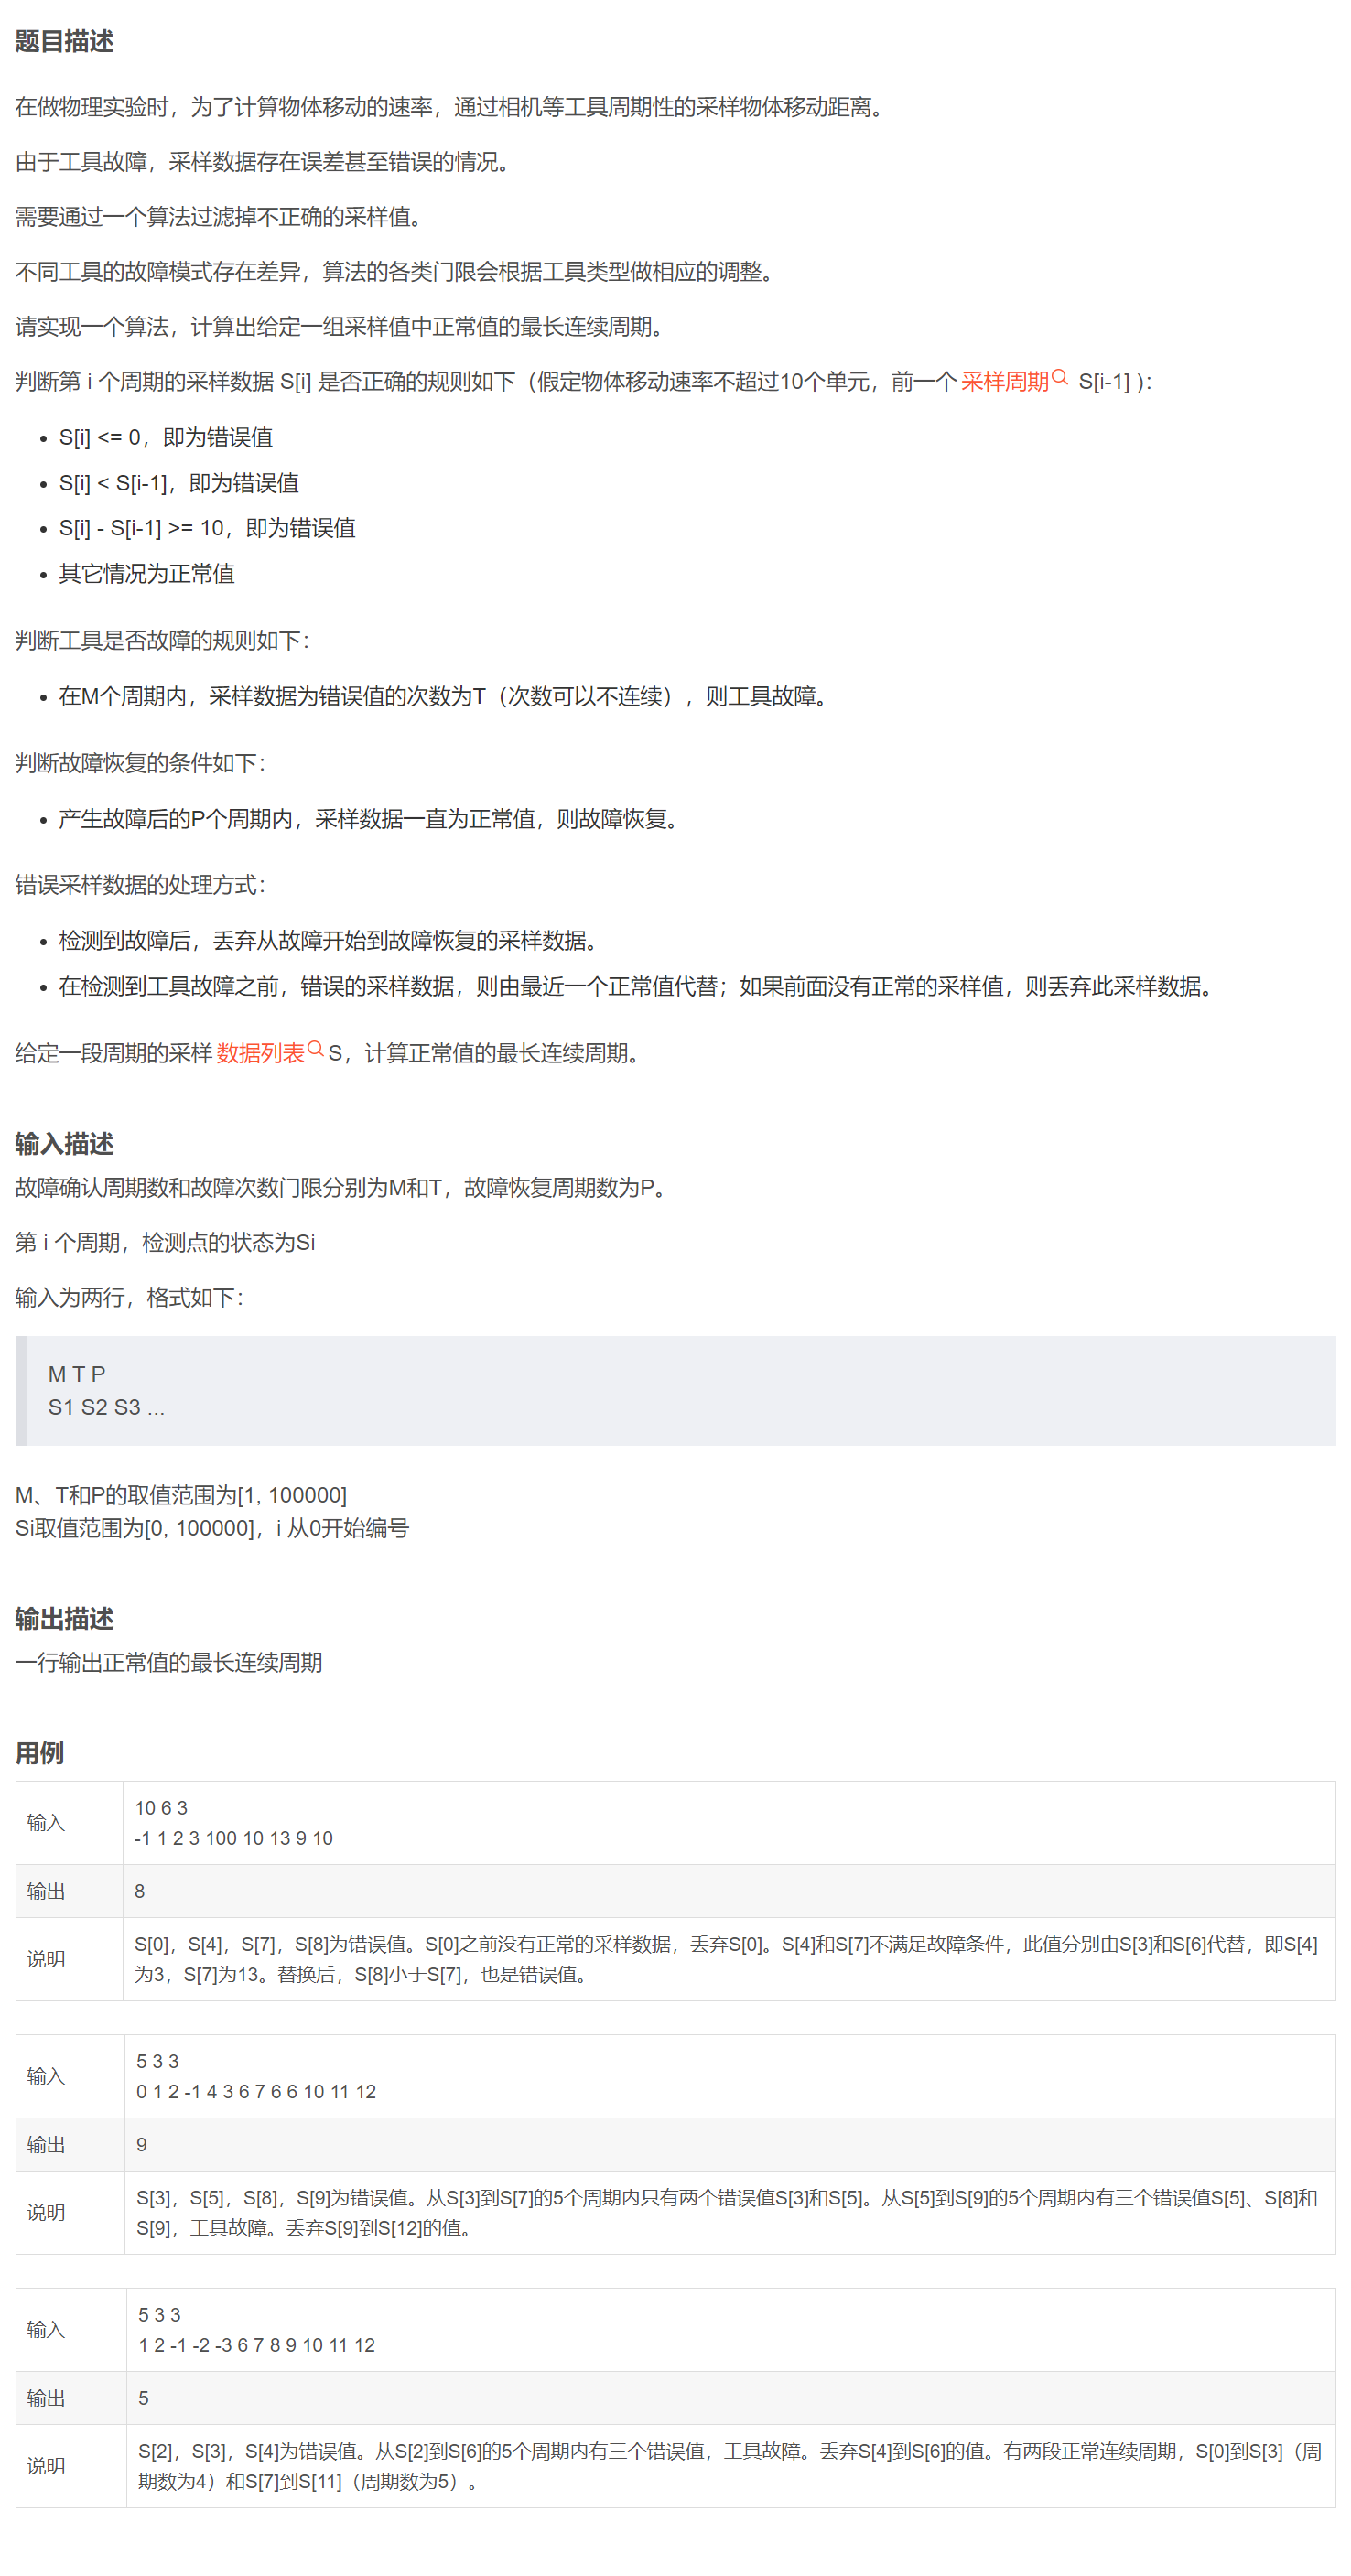 题目描述
在做物理实验时，为了计算物体移动的速率，通过相机等工具周期性的采样物体移动距离。
由于工具故障，采样数据存在误差甚至错误的情况。
需要通过一个算法过滤掉不正确的采样值。
不同工具的故障模式存在差异，算法的各类门限会根据工具类型做相应的调整。
请实现一个算法，计算出给定一组采样值中正常值的最长连续周期。
判断第 i 个周期的采样数据 S[i] 是否正确的规则如下（假定物体移动速率不超过10个单元，前一个 采样周期 S[i-1] )：
• S[i] <= 0，即为错误值
• S[i] < S[i-1]，即为错误值
• S[i] - S[i-1] >= 10，即为错误值
• 其它情况为正常值
判断工具是否故障的规则如下：
• 在M个周期内，采样数据为错误值的次数为T（次数可以不连续），则工具故障。
判断故障恢复的条件如下：
• 产生故障后的P个周期内，采样数据一直为正常值，则故障恢复。
错误采样数据的处理方式：
• 检测到故障后，丢弃从故障开始到故障恢复的采样数据。
• 在检测到工具故障之前，错误的采样数据，则由最近一个正常值代替；如果前面没有正常的采样值，则丢弃此采样数据。
给定一段周期的采样 数据列表 S，计算正常值的最长连续周期。
输入描述
故障确认周期数和故障次数门限分别为M和T，故障恢复周期数为P。
第 i 个周期，检测点的状态为Si
输入为两行，格式如下：
M T P
S1 S2 S3 ...
M、T和P的取值范围为[1, 100000]
Si取值范围为[0, 100000]，i 从0开始编号
输出描述
一行输出正常值的最长连续周期
用例
输入
10 6 3
-1 1 2 3 100 10 13 9 10
输出
8
说明
S[0]，S[4]，S[7]，S[8]为错误值。S[0]之前没有正常的采样数据，丢弃S[0]。S[4]和S[7]不满足故障条件，此值分别由S[3]和S[6]代替，即S[4]
为3，S[7]为13。替换后，S[8]小于S[7]，也是错误值。
输入
5 3 3
0 1 2 -1 4 3 6 7 6 6 10 11 12
输出
9
说明
S[3]，S[5]，S[8]，S[9]为错误值。从S[3]到S[7]的5个周期内只有两个错误值S[3]和S[5]。从S[5]到S[9]的5个周期内有三个错误值S[5]、S[8]和
S[9]，工具故障。丢弃S[9]到S[12]的值。
输入
5 3 3
1 2 -1 -2 -3 6 7 8 9 10 11 12
输出
5
说明
S[2]，S[3]，S[4]为错误值。从S[2]到S[6]的5个周期内有三个错误值，工具故障。丢弃S[4]到S[6]的值。有两段正常连续周期，S[0]到S[3]（周
期数为4）和S[7]到S[11]（周期数为5）。